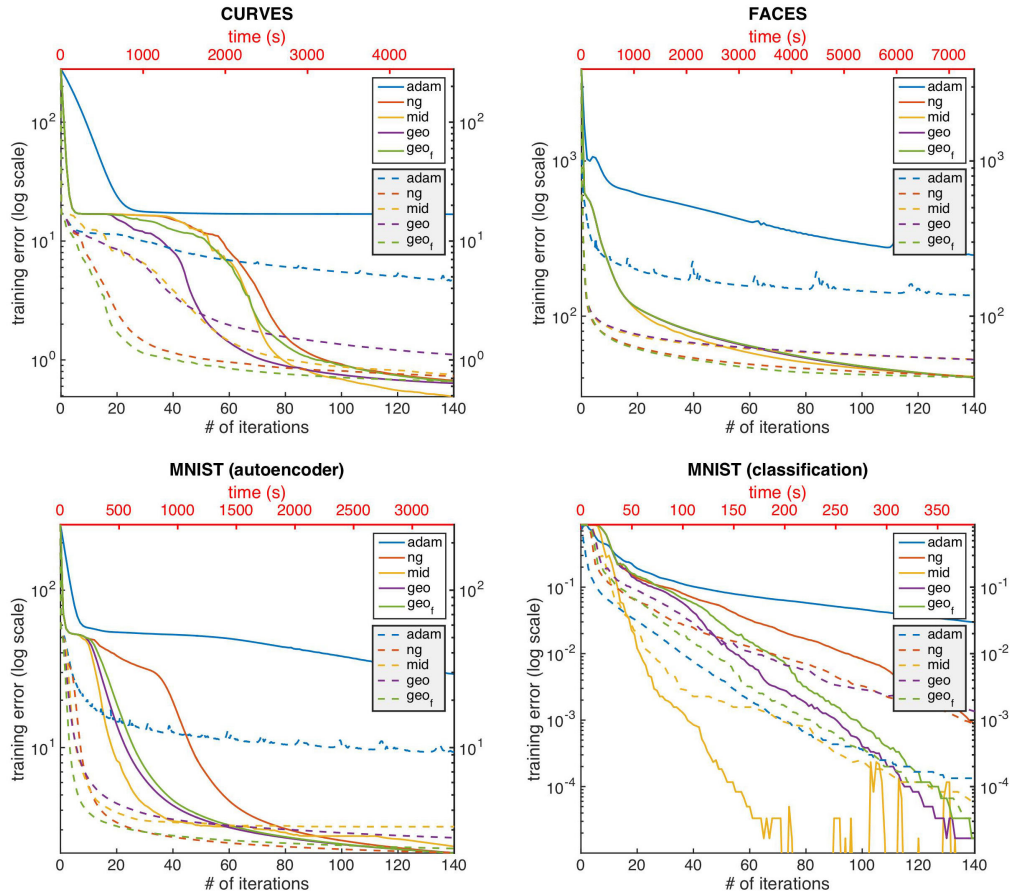 CURVES
time (s)
0 1000 2000 3000 4000
training error (log scale)
10² 10¹ 10⁰
10² 10¹ 10⁰
adam
ng
mid
geo
geo_f
adam
ng
mid
geo
geo_f
0 20 40 60 80 100 120 140
# of iterations
FACES
time (s)
0 1000 2000 3000 4000 5000 6000 7000
training error (log scale)
10³ 10²
10³ 10²
adam
ng
mid
geo
geo_f
adam
ng
mid
geo
geo_f
0 20 40 60 80 100 120 140
# of iterations
MNIST (autoencoder)
time (s)
0 500 1000 1500 2000 2500 3000
training error (log scale)
10² 10¹
10² 10¹
adam
ng
mid
geo
geo_f
adam
ng
mid
geo
geo_f
0 20 40 60 80 100 120 140
# of iterations
MNIST (classification)
time (s)
0 50 100 150 200 250 300 350
training error (log scale)
10⁻¹ 10⁻² 10⁻³ 10⁻⁴
10⁻¹ 10⁻² 10⁻³ 10⁻⁴
adam
ng
mid
geo
geo_f
adam
ng
mid
geo
geo_f
0 20 40 60 80 100 120 140
# of iterations